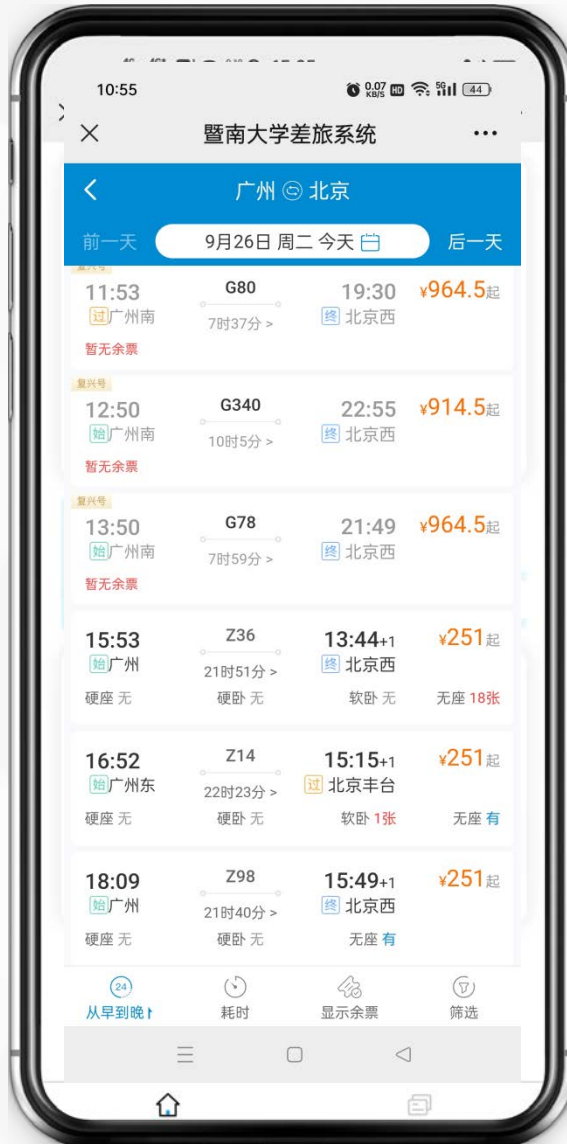 10:55
0.07 KB/S HD 5G 44
暨南大学差旅系统
广州 北京
前一天 9月26日 周二 今天 后一天
复兴号
11:53 G80 19:30 ¥964.5起
过广州南 7时37分 > 终 北京西
暂无余票
复兴号
12:50 G340 22:55 ¥914.5起
始广州南 10时5分 > 终 北京西
暂无余票
复兴号
13:50 G78 21:49 ¥964.5起
始广州南 7时59分 > 终 北京西
暂无余票
15:53 Z36 13:44+1 ¥251起
始广州 21时51分 > 终 北京西
硬座 无 硬卧 无 软卧 无 无座 18张
16:52 Z14 15:15+1 ¥251起
始广州东 22时23分 > 过 北京丰台
硬座 无 硬卧 无 软卧 1张 无座 有
18:09 Z98 15:49+1 ¥251起
始广州 21时40分 > 终 北京西
硬座 无 硬卧 无 无座 有
24
从早到晚 耗时 显示余票 筛选